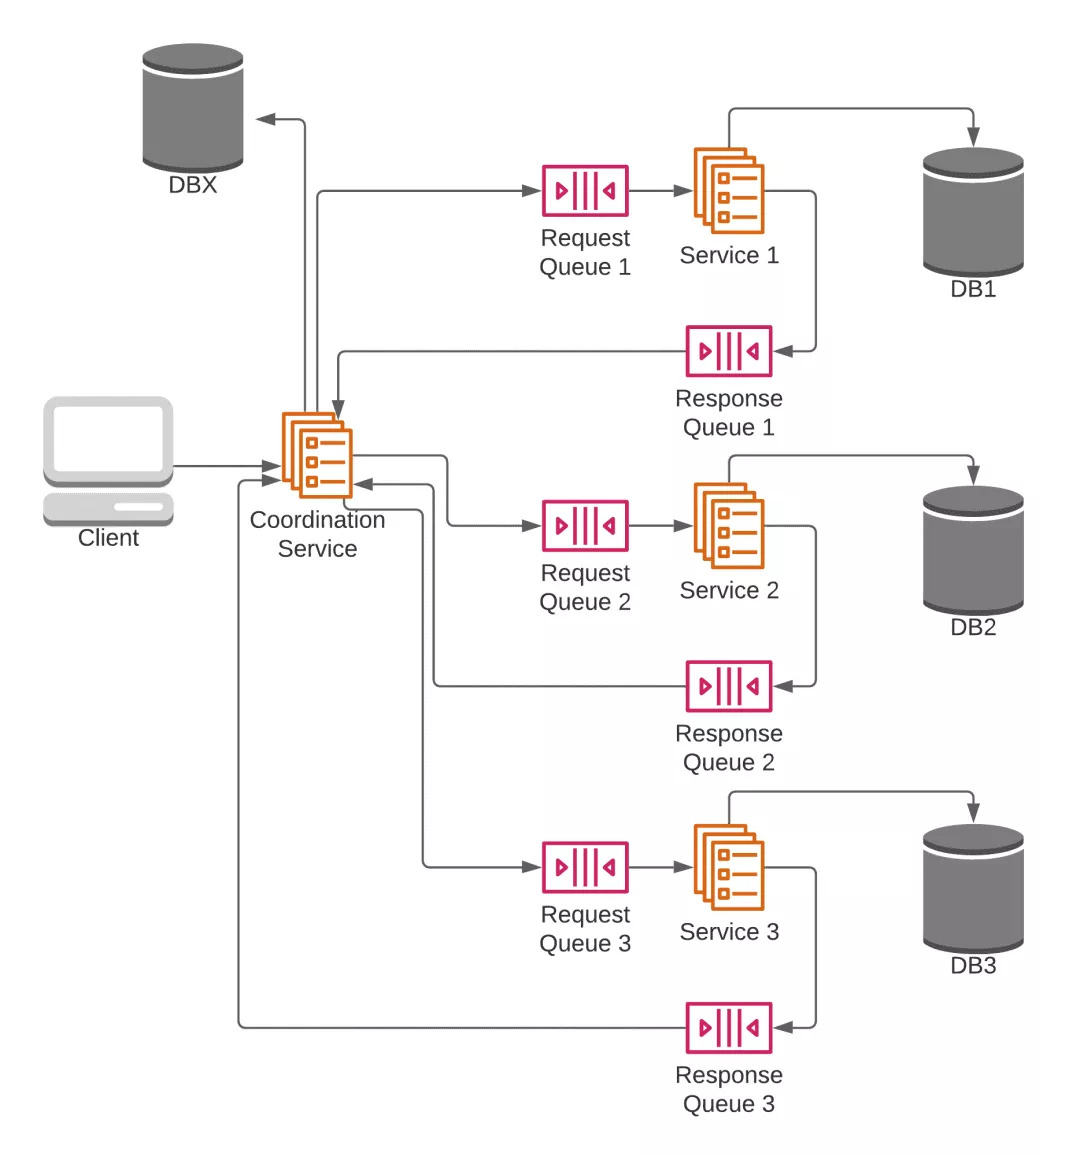 DBX
Request
Queue 1
Service 1
DB1
Response
Queue 1
Client
Coordination
Service
Request
Queue 2
Service 2
DB2
Response
Queue 2
Request
Queue 3
Service 3
DB3
Response
Queue 3